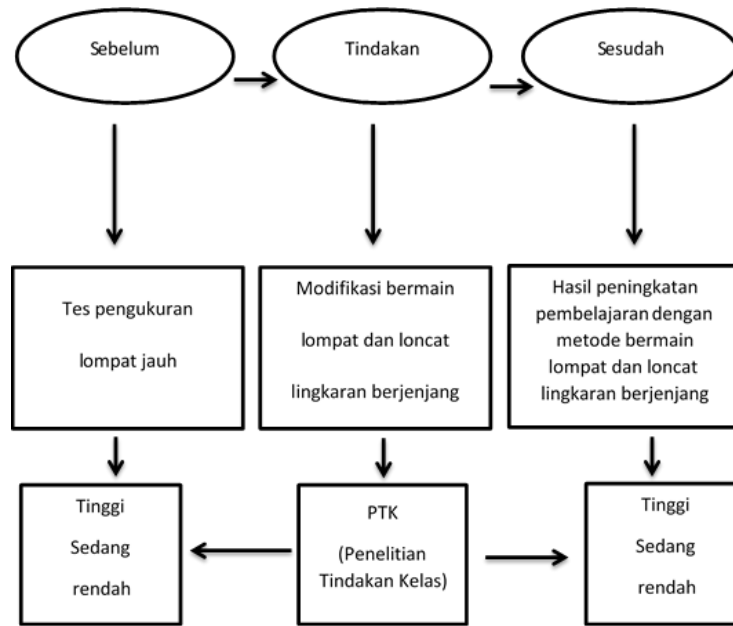 Sebelum
Tindakan
Sesudah
Tes pengukuran
lompat jauh
Modifikasi bermain
lompat dan loncat
lingkaran berjenjang
Hasil peningkatan
pembelajaran dengan
metode bermain
lompat dan loncat
lingkaran berjenjang
Tinggi
Sedang
rendah
PTK
(Penelitian
Tindakan Kelas)
Tinggi
Sedang
rendah